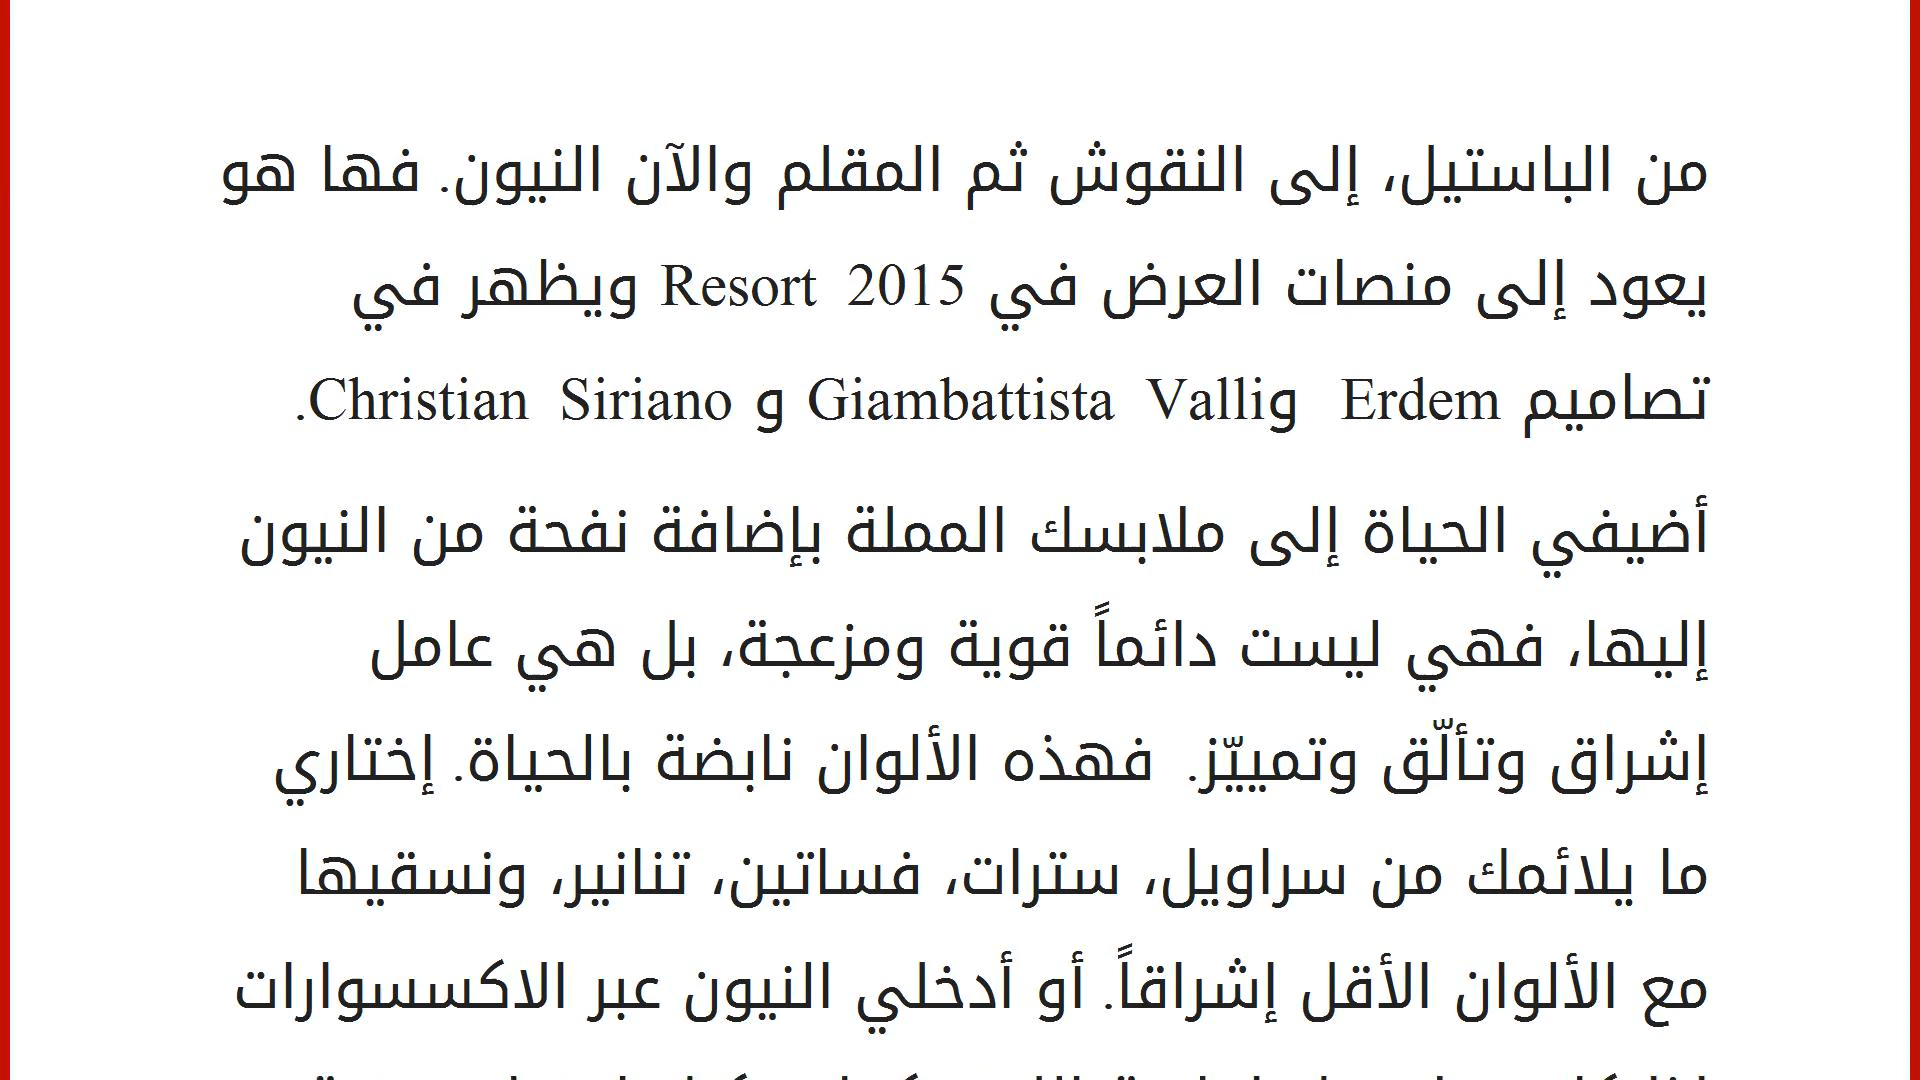 من الباستيل، إلى النقوش ثم المقلم والآن النيون. فها هو
يعود إلى منصات العرض في Resort 2015 ويظهر في
تصاميم Erdem وGiambattista Valli و Christian Siriano.
أضيفي الحياة إلى ملابسك المملة بإضافة نفحة من النيون
إليها، فهي ليست دائماً قوية ومزعجة، بل هي عامل
إشراق وتألّق وتمييّز. فهذه الألوان نابضة بالحياة. إختاري
ما يلائمك من سراويل، سترات، فساتين، تنانير، ونسقيها
مع الألوان الأقل إشراقاً. أو أدخلي النيون عبر الاكسسوارات